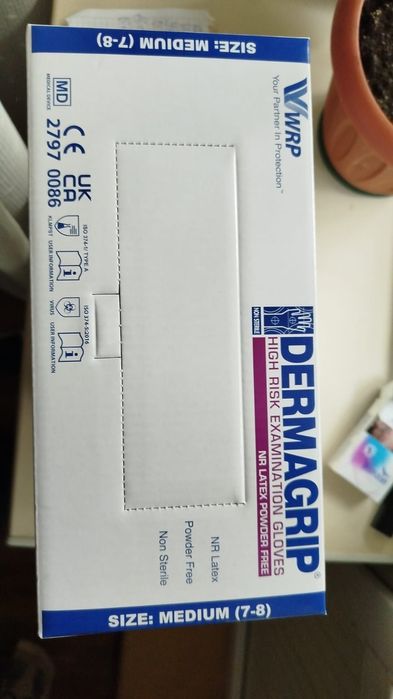 SIZE: MEDIUM (7-8)
WRP
Your Partner in Protection™
NON STERILE
DERMAGRIP®
HIGH RISK EXAMINATION GLOVES
NR LATEX POWDER FREE
MD
MEDICAL DEVICE
CE
2797
UK
CA
0086
ISO 374-1/ TYPE A
KLMPST
USER INFORMATION
ISO 374-5:2016
VIRUS
USER INFORMATION
NR Latex
Powder Free
Non Sterile
SIZE: MEDIUM (7-8)